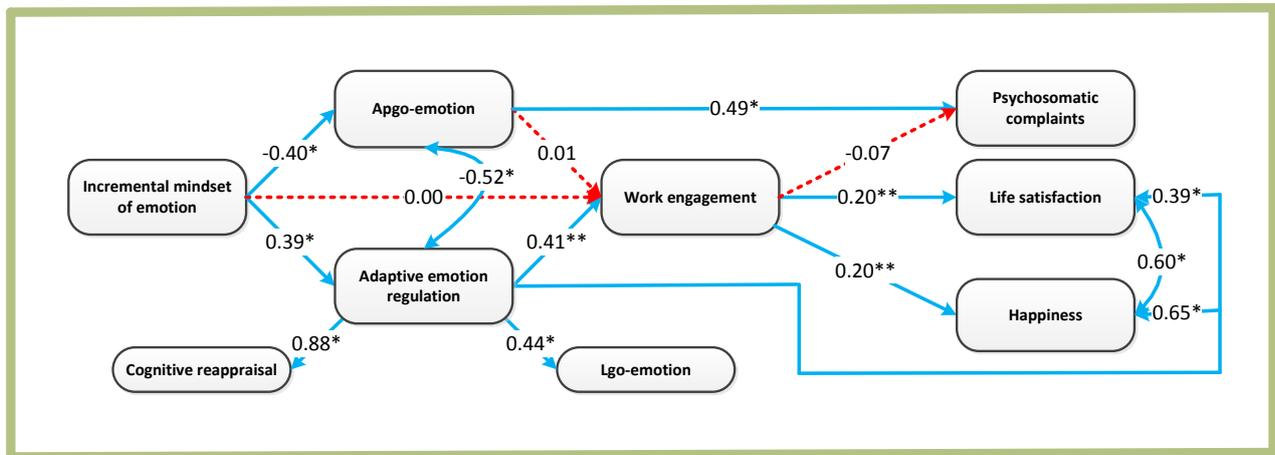 Apgo-emotion
Psychosomatic
complaints
0.49*
-0.40*
0.01
-0.07
-0.52*
Incremental mindset
of emotion
0.00
Work engagement
0.20**
Life satisfaction
0.39*
0.39*
0.41**
0.60*
Adaptive emotion
regulation
0.20**
Happiness
0.65*
0.88*
0.44*
Cognitive reappraisal
Lgo-emotion